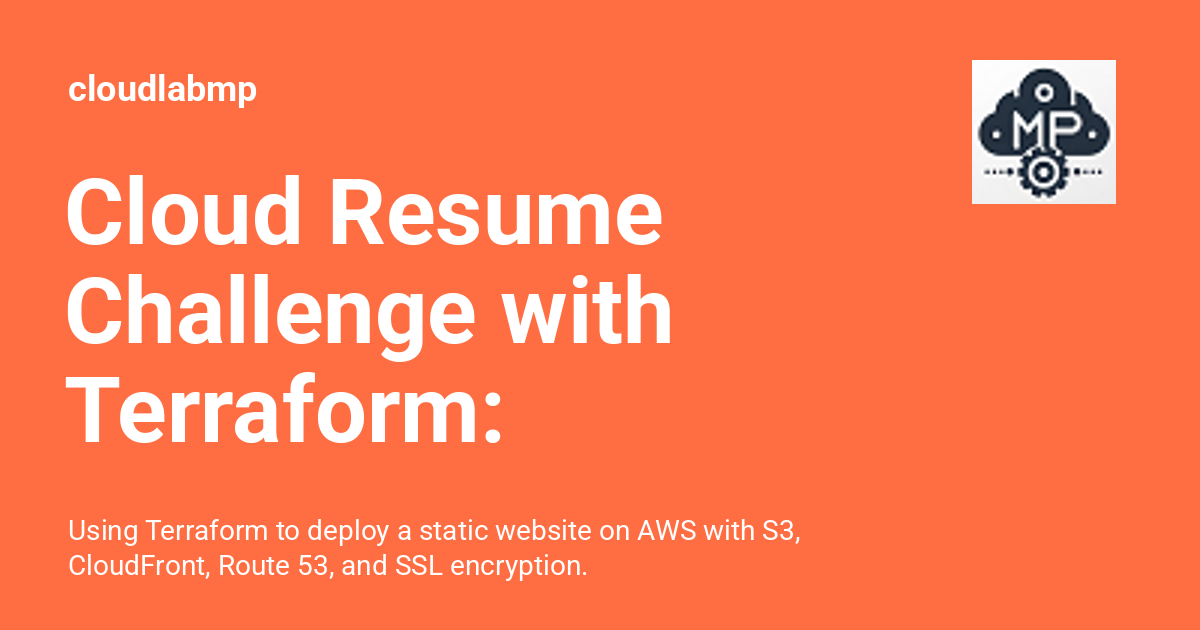 cloudlabmp
MP
Cloud Resume
Challenge with
Terraform:
Using Terraform to deploy a static website on AWS with S3,
CloudFront, Route 53, and SSL encryption.